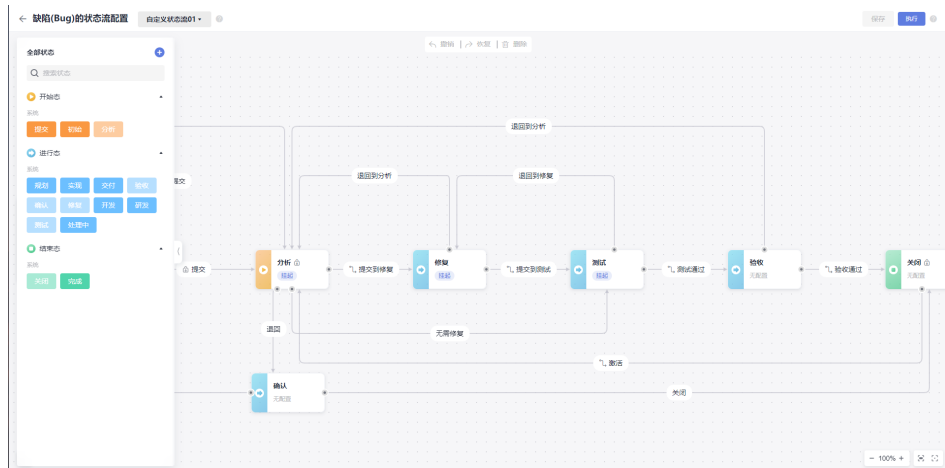 缺陷(Bug)的状态流配置
自定义状态流01
保存
执行
撤销
恢复
删除
全部状态
搜索状态
开始态
系统
提交
初始
分析
进行态
系统
规划
实现
交付
验收
确认
修复
开发
研发
测试
处理中
结束态
系统
关闭
完成
退回到分析
退回到分析
退回到修复
提交
提交
分析
挂起
提交到修复
修复
挂起
提交到测试
测试
挂起
测试通过
验收
无配置
验收通过
关闭
无配置
退回
无需修复
激活
确认
无配置
关闭
100%